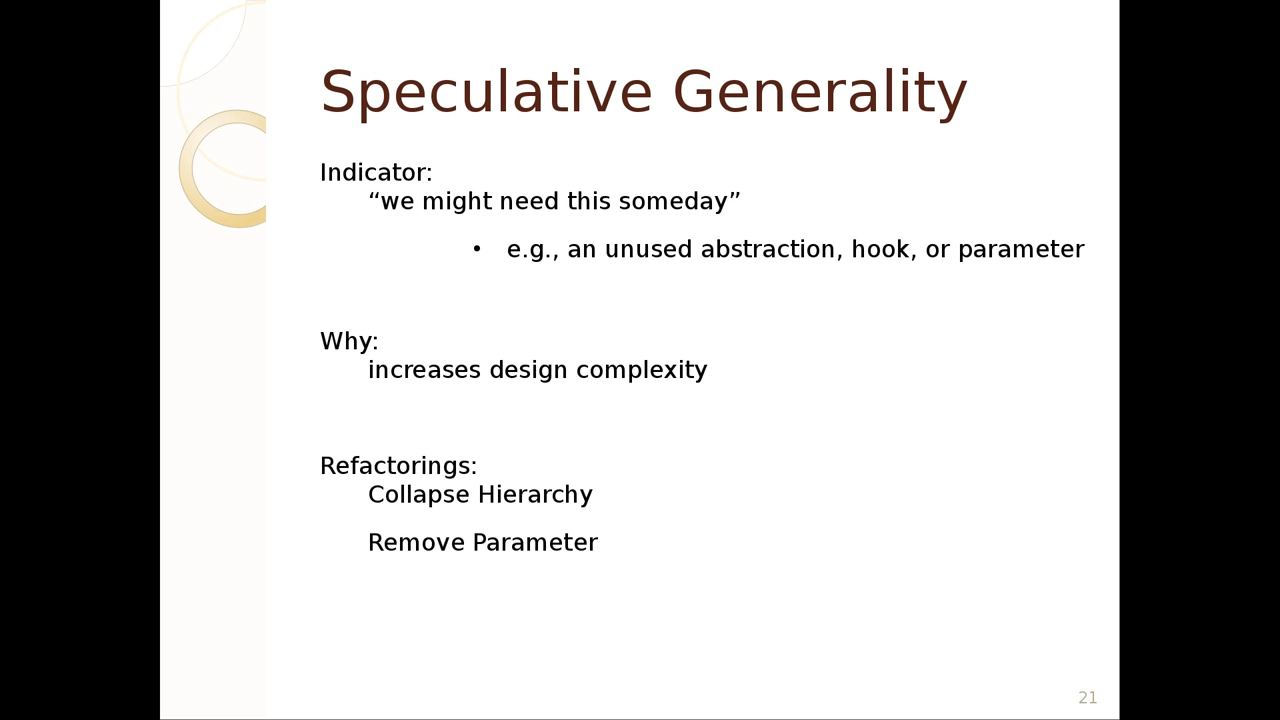 Speculative Generality
Indicator:
“we might need this someday”
• e.g., an unused abstraction, hook, or parameter
Why:
increases design complexity
Refactorings:
Collapse Hierarchy
Remove Parameter
21